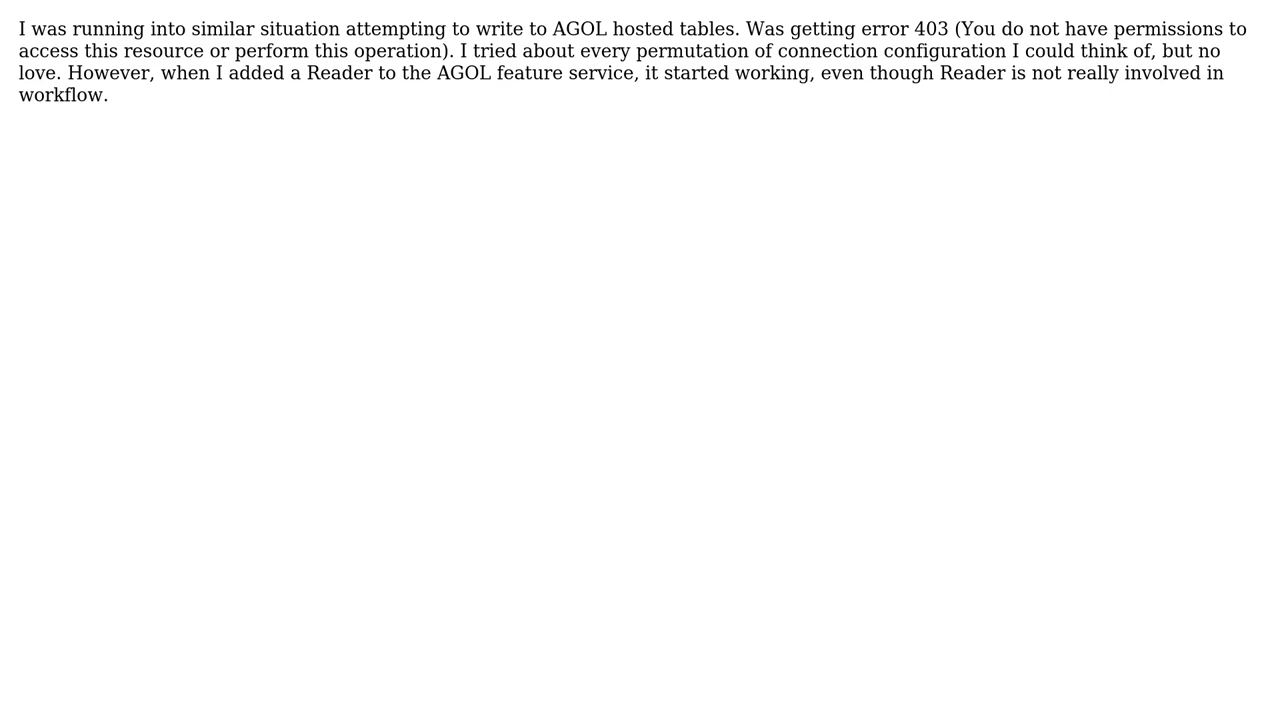 I was running into similar situation attempting to write to AGOL hosted tables. Was getting error 403 (You do not have permissions to
access this resource or perform this operation). I tried about every permutation of connection configuration I could think of, but no
love. However, when I added a Reader to the AGOL feature service, it started working, even though Reader is not really involved in
workflow.